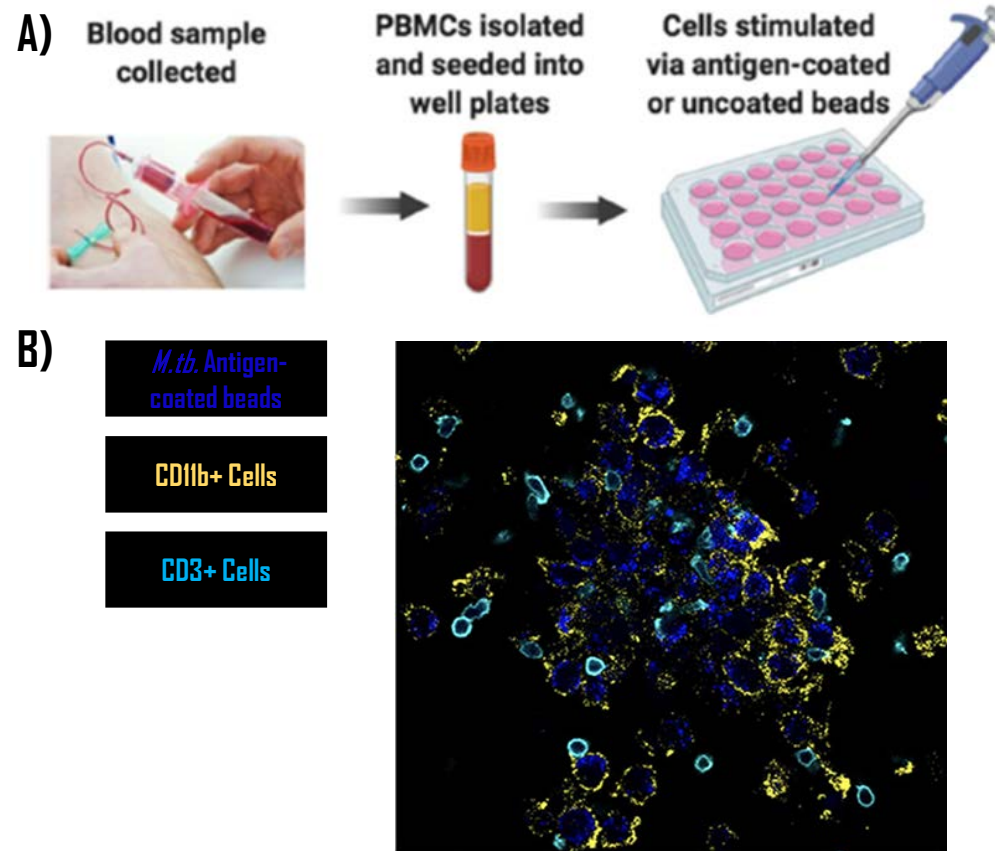 A)
Blood sample
collected
PBMCs isolated
and seeded into
well plates
Cells stimulated
via antigen-coated
or uncoated beads
B)
M.tb. Antigen-
coated beads
CD11b+ Cells
CD3+ Cells